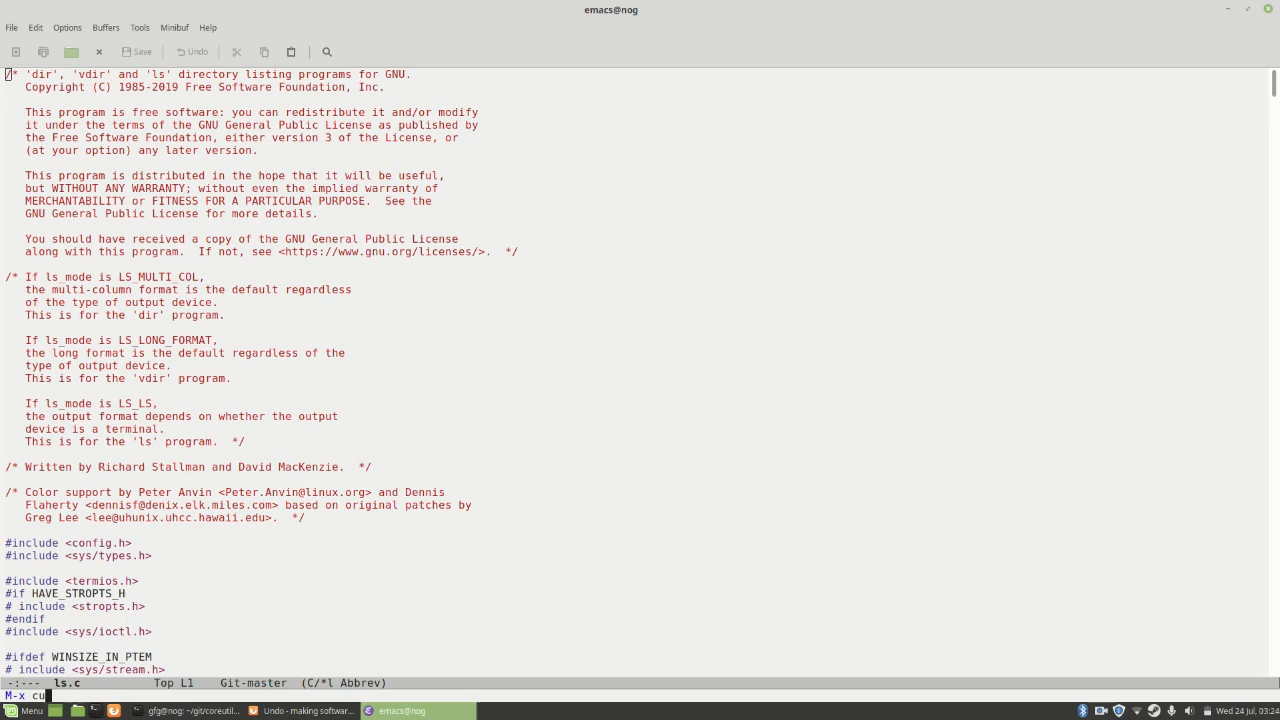 emacs@nog
File Edit Options Buffers Tools Minibuf Help
Save Undo
/* 'dir', 'vdir' and 'ls' directory listing programs for GNU.
Copyright (C) 1985-2019 Free Software Foundation, Inc.
This program is free software: you can redistribute it and/or modify
it under the terms of the GNU General Public License as published by
the Free Software Foundation, either version 3 of the License, or
(at your option) any later version.
This program is distributed in the hope that it will be useful,
but WITHOUT ANY WARRANTY; without even the implied warranty of
MERCHANTABILITY or FITNESS FOR A PARTICULAR PURPOSE.  See the
GNU General Public License for more details.
You should have received a copy of the GNU General Public License
along with this program.  If not, see <https://www.gnu.org/licenses/>.  */
/* If ls_mode is LS_MULTI_COL,
the multi-column format is the default regardless
of the type of output device.
This is for the 'dir' program.
If ls_mode is LS_LONG_FORMAT,
the long format is the default regardless of the
type of output device.
This is for the 'vdir' program.
If ls_mode is LS_LS,
the output format depends on whether the output
device is a terminal.
This is for the 'ls' program.  */
/* Written by Richard Stallman and David MacKenzie.  */
/* Color support by Peter Anvin <Peter.Anvin@linux.org> and Dennis
Flaherty <dennisf@denix.elk.miles.com> based on original patches by
Greg Lee <lee@uhunix.uhcc.hawaii.edu>.  */
#include <config.h>
#include <sys/types.h>
#include <termios.h>
#if HAVE_STROPTS_H
# include <stropts.h>
#endif
#include <sys/ioctl.h>
#ifdef WINSIZE_IN_PTEM
# include <sys/stream.h>
-:--- ls.c Top L1 Git-master (C/*l Abbrev)
M-x cu
Menu gfg@nog: ~/git/coreutil... Undo - making softwar... emacs@nog Wed 24 Jul, 03:24